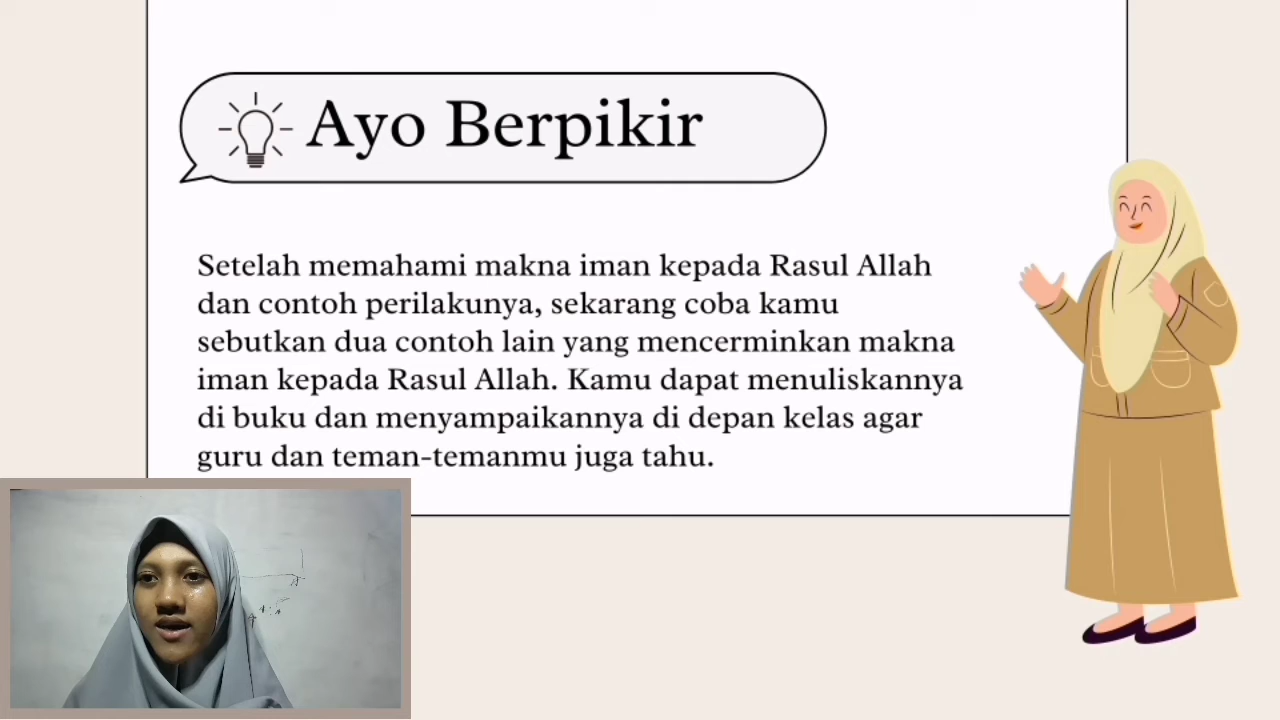 Ayo Berpikir
Setelah memahami makna iman kepada Rasul Allah
dan contoh perilakunya, sekarang coba kamu
sebutkan dua contoh lain yang mencerminkan makna
iman kepada Rasul Allah. Kamu dapat menuliskannya
di buku dan menyampaikannya di depan kelas agar
guru dan teman-temanmu juga tahu.